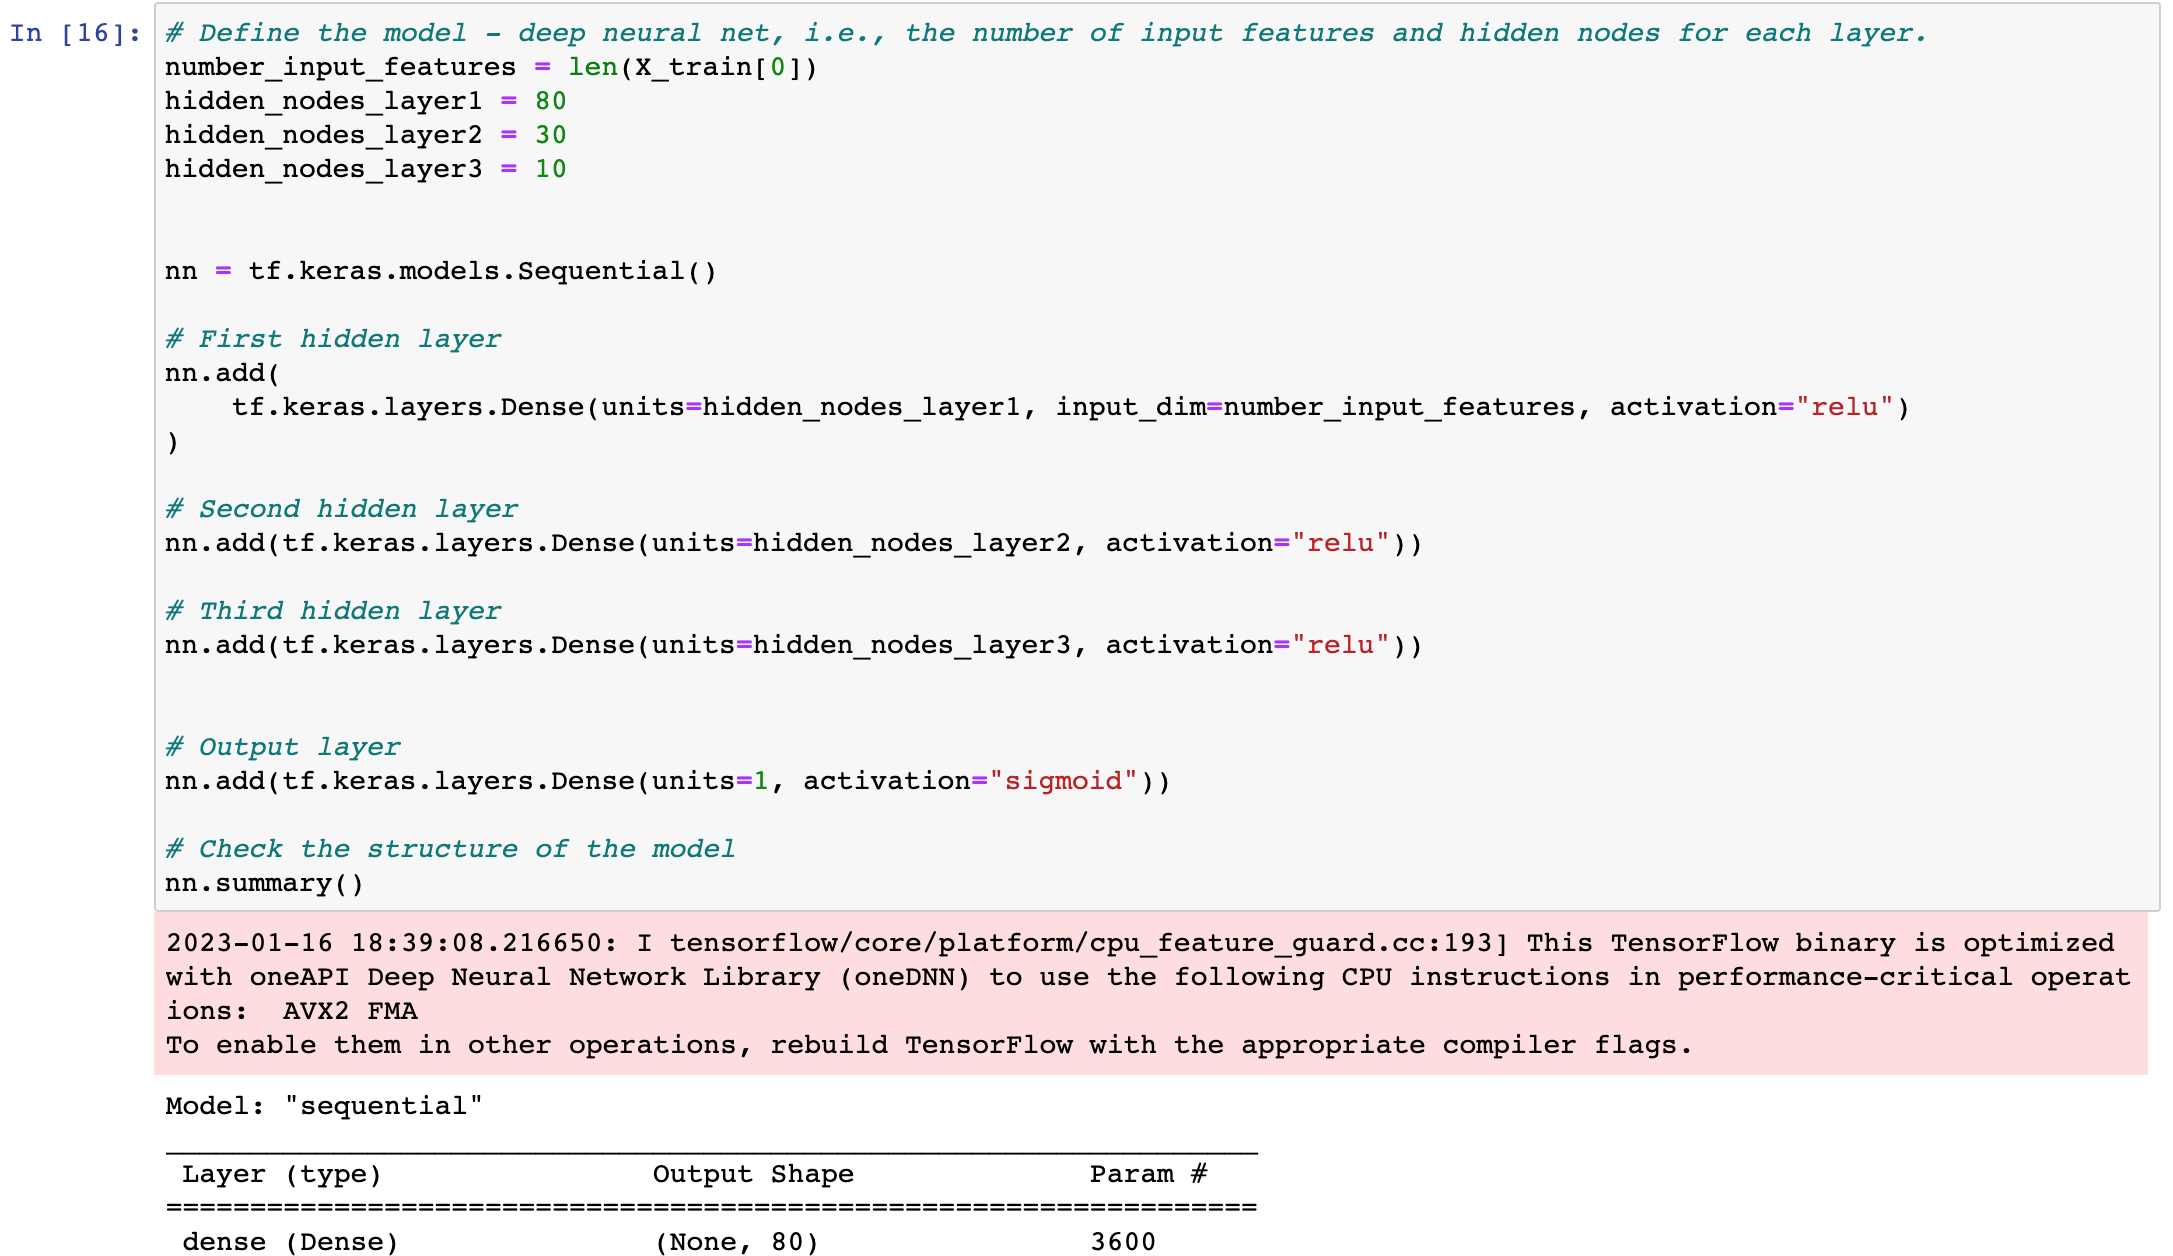 In [16]:
# Define the model - deep neural net, i.e., the number of input features and hidden nodes for each layer.
number_input_features = len(X_train[0])
hidden_nodes_layer1 = 80
hidden_nodes_layer2 = 30
hidden_nodes_layer3 = 10
nn = tf.keras.models.Sequential()
# First hidden layer
nn.add(
    tf.keras.layers.Dense(units=hidden_nodes_layer1, input_dim=number_input_features, activation="relu")
)
# Second hidden layer
nn.add(tf.keras.layers.Dense(units=hidden_nodes_layer2, activation="relu"))
# Third hidden layer
nn.add(tf.keras.layers.Dense(units=hidden_nodes_layer3, activation="relu"))
# Output layer
nn.add(tf.keras.layers.Dense(units=1, activation="sigmoid"))
# Check the structure of the model
nn.summary()
2023-01-16 18:39:08.216650: I tensorflow/core/platform/cpu_feature_guard.cc:193] This TensorFlow binary is optimized
with oneAPI Deep Neural Network Library (oneDNN) to use the following CPU instructions in performance-critical operat
ions:  AVX2 FMA
To enable them in other operations, rebuild TensorFlow with the appropriate compiler flags.
Model: "sequential"
_________________________________________________________________
 Layer (type)                Output Shape              Param #
=================================================================
 dense (Dense)               (None, 80)                3600